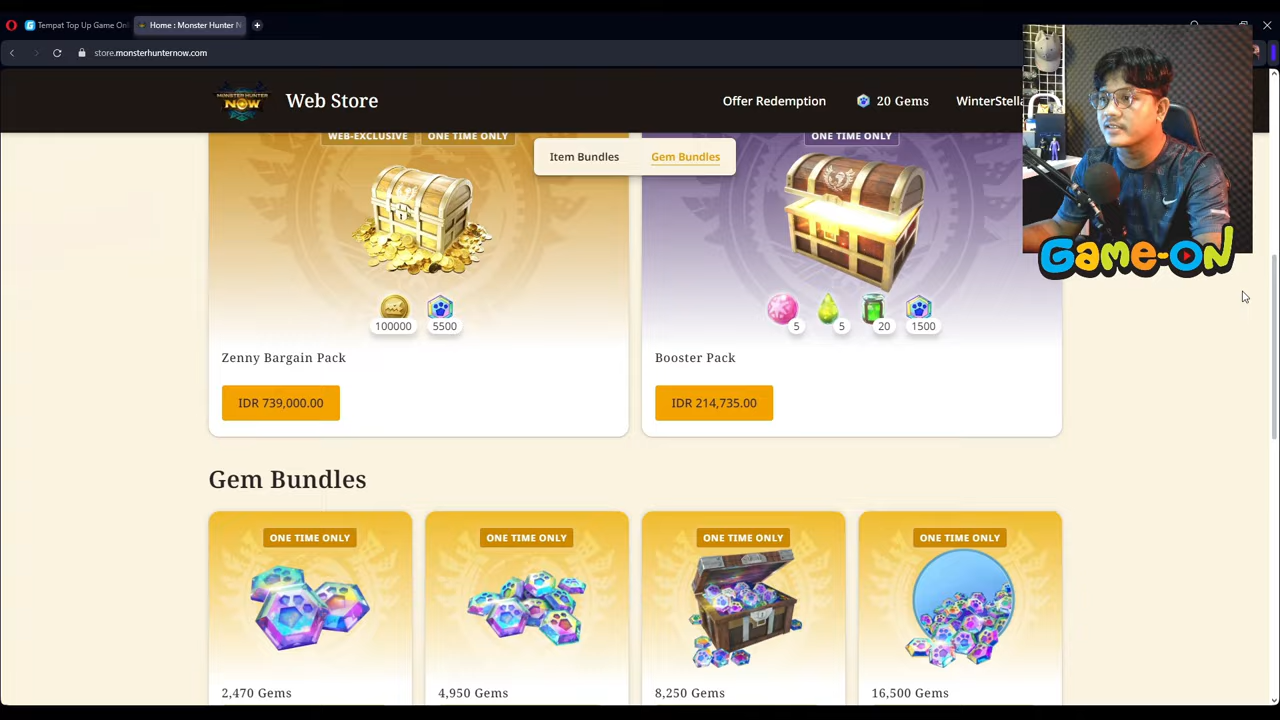 Tempat Top Up Game On
Home : Monster Hunter N
store.monsterhunternow.com
MONSTER HUNTER
NOW
Web Store
Offer Redemption
20 Gems
WinterStella
WEB-EXCLUSIVE
ONE TIME ONLY
ONE TIME ONLY
Item Bundles
Gem Bundles
GAME-ON
100000
5500
5
5
20
1500
Zenny Bargain Pack
Booster Pack
IDR 739,000.00
IDR 214,735.00
Gem Bundles
ONE TIME ONLY
ONE TIME ONLY
ONE TIME ONLY
ONE TIME ONLY
2,470 Gems
4,950 Gems
8,250 Gems
16,500 Gems